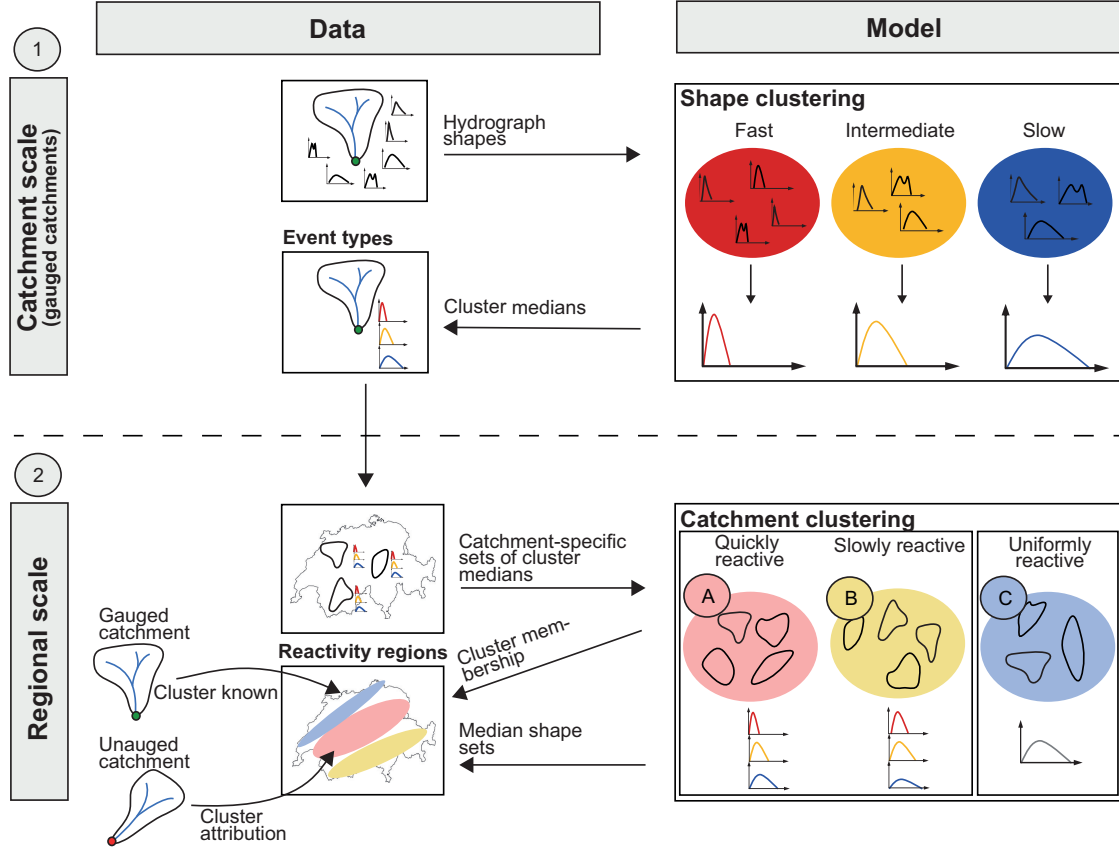 Data
Model
1
Catchment scale
(gauged catchments)
Hydrograph
shapes
Shape clustering
Fast
Intermediate
Slow
Event types
Cluster medians
2
Regional scale
Catchment-specific
sets of cluster
medians
Catchment clustering
Quickly
reactive
Slowly reactive
Uniformly
reactive
A
B
C
Gauged
catchment
Cluster known
Reactivity regions
Cluster mem-
bership
Median shape
sets
Unauged
catchment
Cluster
attribution